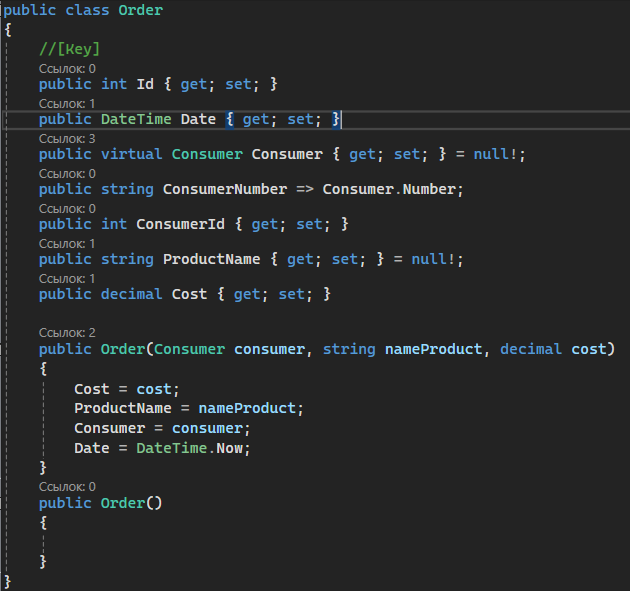 public class Order
{
//[Key]
Ссылок: 0
public int Id { get; set; }
Ссылок: 1
public DateTime Date { get; set; }
Ссылок: 3
public virtual Consumer Consumer { get; set; } = null!;
Ссылок: 0
public string ConsumerNumber => Consumer.Number;
Ссылок: 0
public int ConsumerId { get; set; }
Ссылок: 1
public string ProductName { get; set; } = null!;
Ссылок: 1
public decimal Cost { get; set; }
Ссылок: 2
public Order(Consumer consumer, string nameProduct, decimal cost)
{
Cost = cost;
ProductName = nameProduct;
Consumer = consumer;
Date = DateTime.Now;
}
Ссылок: 0
public Order()
{
}
}